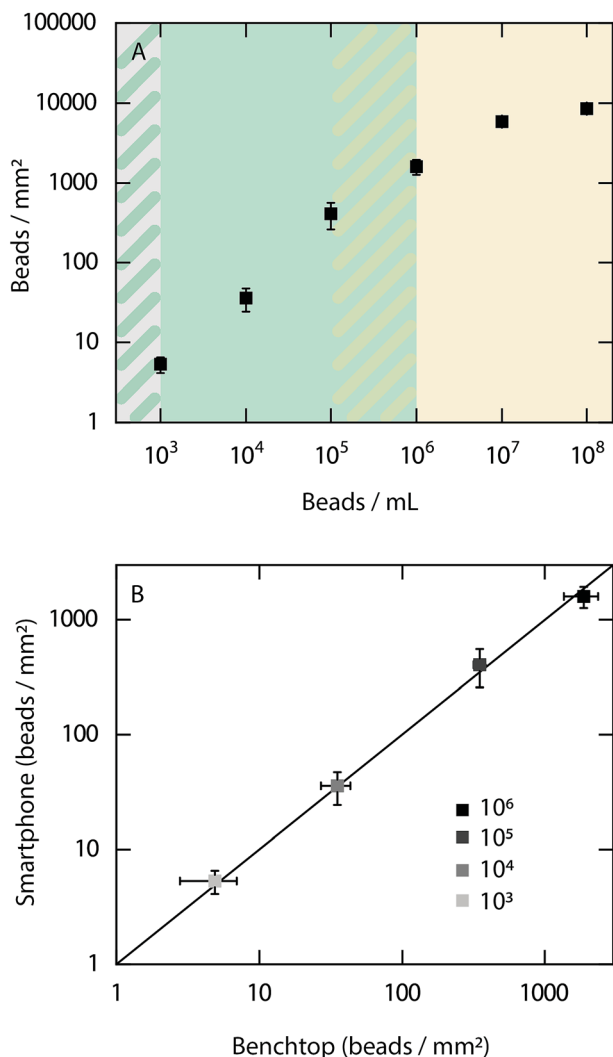 A
100000
10000
1000
100
10
1
Beads / mm²
10³ 10⁴ 10⁵ 10⁶ 10⁷ 10⁸
Beads / mL
B
1000
100
10
1
Smartphone (beads / mm²)
10⁶
10⁵
10⁴
10³
1 10 100 1000
Benchtop (beads / mm²)